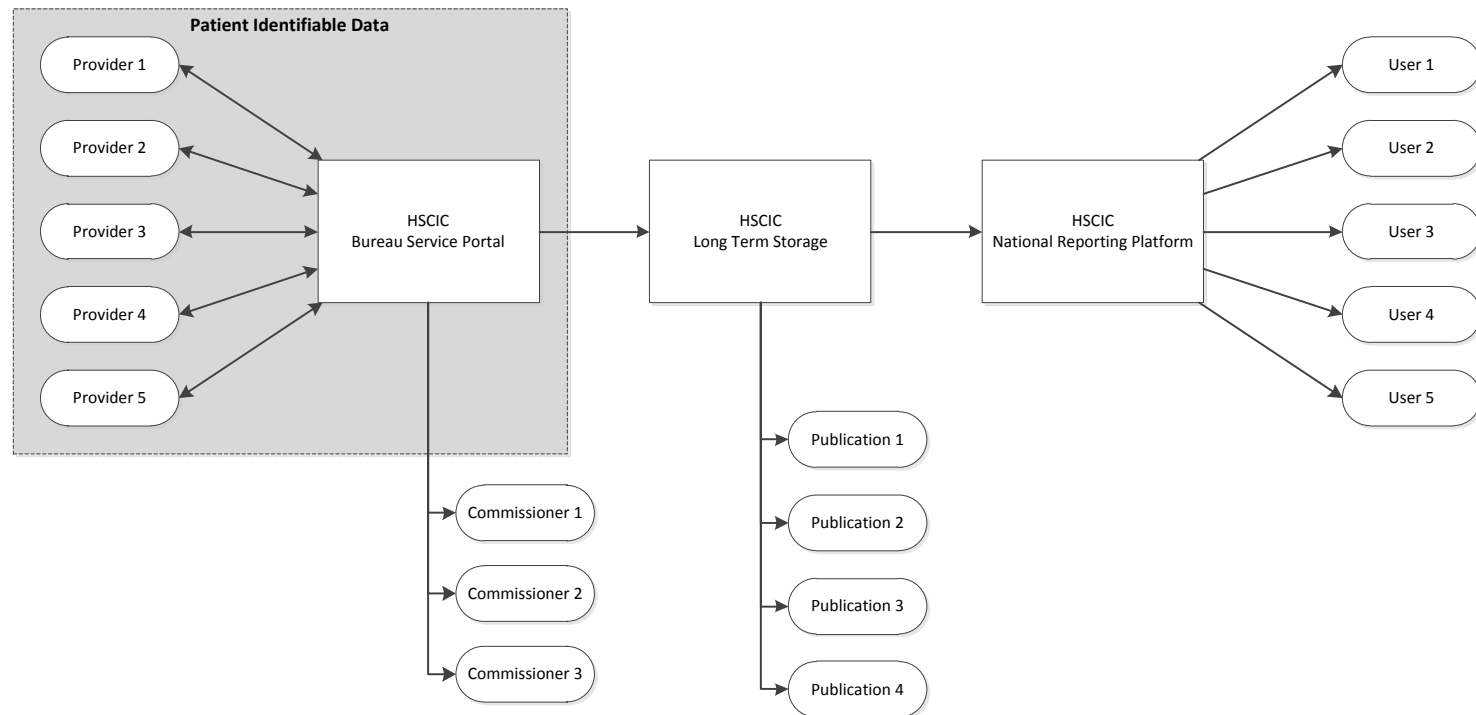 Patient Identifiable Data
Provider 1
Provider 2
Provider 3
Provider 4
Provider 5
HSCIC
Bureau Service Portal
Commissioner 1
Commissioner 2
Commissioner 3
HSCIC
Long Term Storage
Publication 1
Publication 2
Publication 3
Publication 4
HSCIC
National Reporting Platform
User 1
User 2
User 3
User 4
User 5